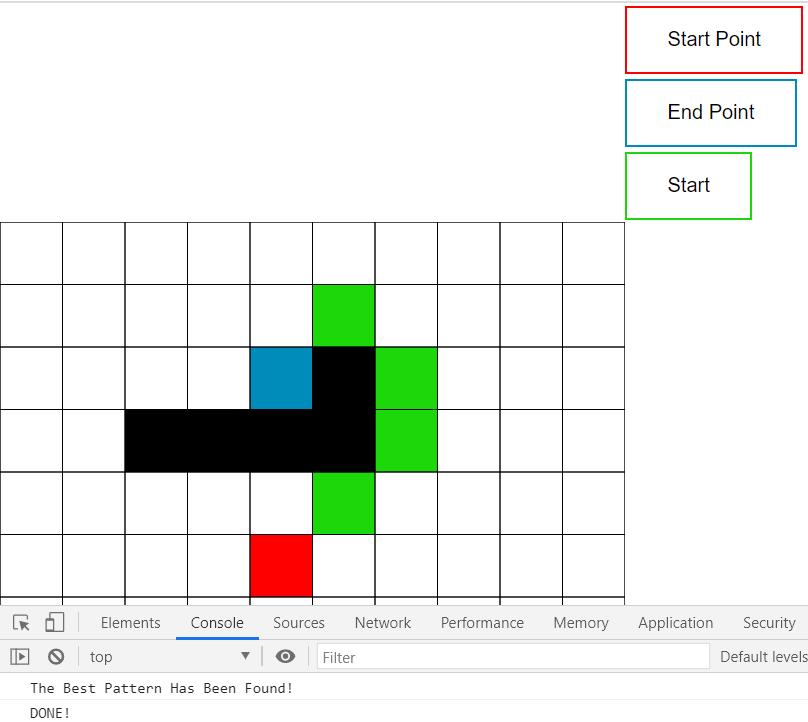 Start Point
End Point
Start
Elements Console Sources Network Performance Memory Application Security
top Filter Default levels
The Best Pattern Has Been Found!
DONE!